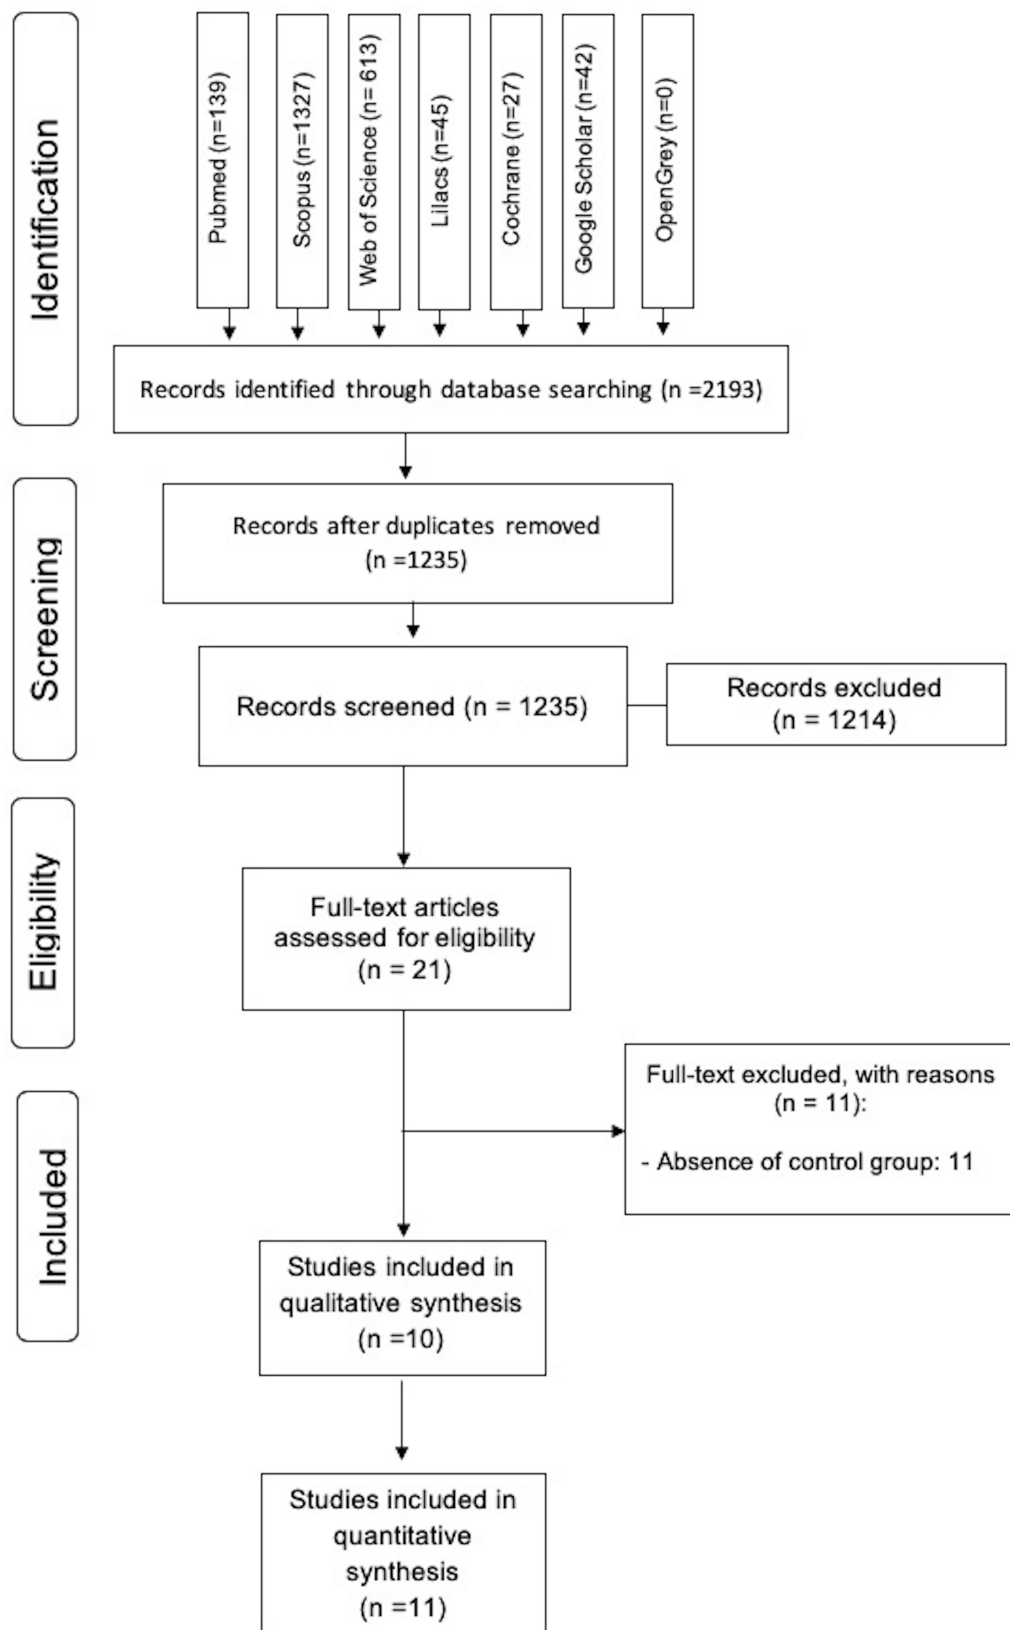 Identification
Pubmed (n=139)
Scopus (n=1327)
Web of Science (n= 613)
Lilacs (n=45)
Cochrane (n=27)
Google Scholar (n=42)
OpenGrey (n=0)
Records identified through database searching (n =2193)
Screening
Records after duplicates removed
(n =1235)
Records screened (n = 1235)
Records excluded
(n = 1214)
Eligibility
Full-text articles
assessed for eligibility
(n = 21)
Full-text excluded, with reasons
(n = 11):
- Absence of control group: 11
Included
Studies included in
qualitative synthesis
(n =10)
Studies included in
quantitative
synthesis
(n =11)